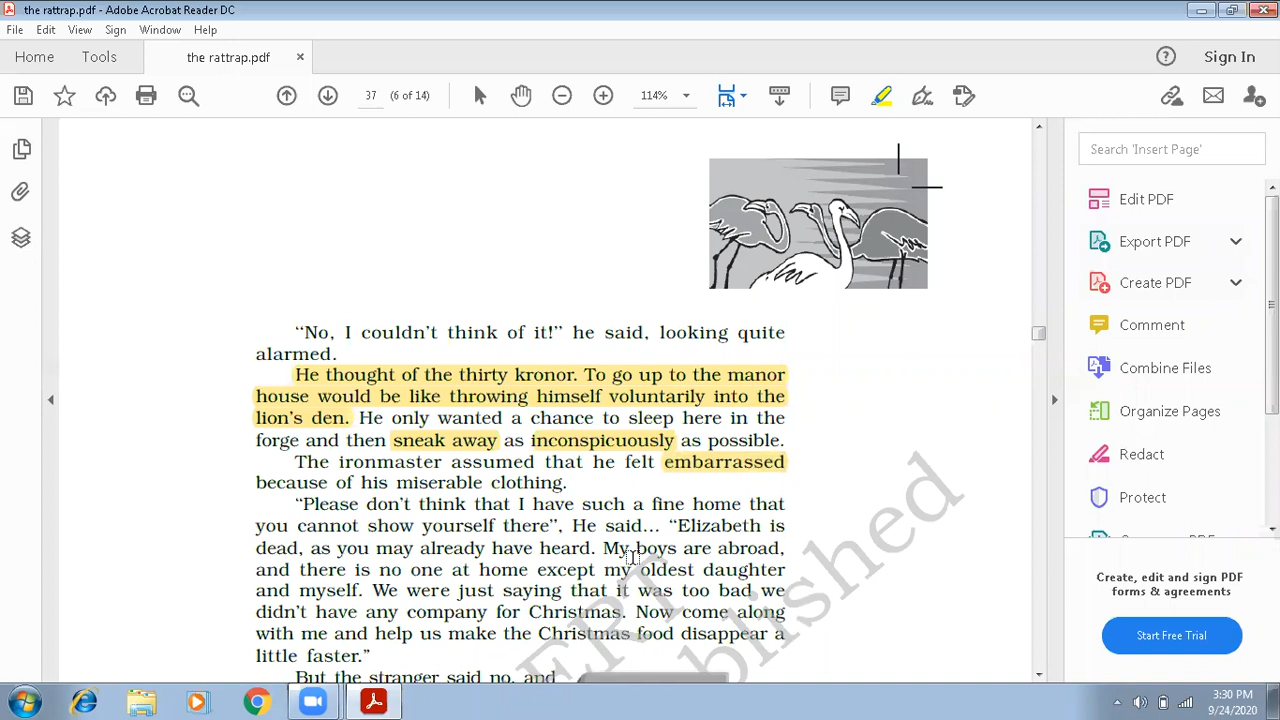 the rattrap.pdf - Adobe Acrobat Reader DC
File Edit View Sign Window Help
Home Tools the rattrap.pdf × Sign In
37 (6 of 14) 114%
Search 'Insert Page'
Edit PDF
Export PDF
Create PDF
Comment
Combine Files
Organize Pages
Redact
Protect
Create, edit and sign PDF
forms & agreements
Start Free Trial
“No, I couldn’t think of it!” he said, looking quite
alarmed.
He thought of the thirty kronor. To go up to the manor
house would be like throwing himself voluntarily into the
lion’s den. He only wanted a chance to sleep here in the
forge and then sneak away as inconspicuously as possible.
The ironmaster assumed that he felt embarrassed
because of his miserable clothing.
“Please don’t think that I have such a fine home that
you cannot show yourself there”, He said... “Elizabeth is
dead, as you may already have heard. My boys are abroad,
and there is no one at home except my oldest daughter
and myself. We were just saying that it was too bad we
didn’t have any company for Christmas. Now come along
with me and help us make the Christmas food disappear a
little faster.”
But the stranger said no, and
ERT
blished
3:30 PM
9/24/2020